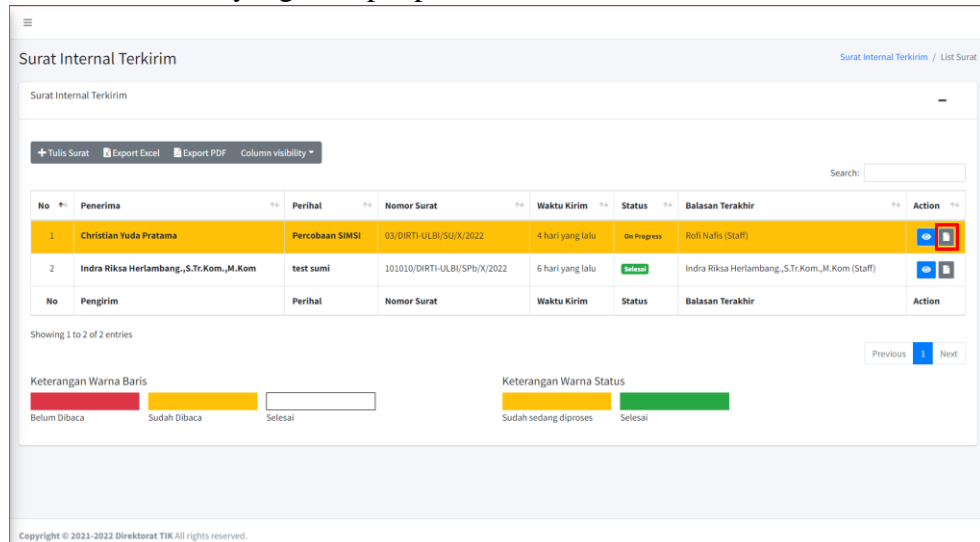 Surat Internal Terkirim
Surat Internal Terkirim / List Surat
Surat Internal Terkirim
Tulis Surat Export Excel Export PDF Column visibility
Search:
No Penerima Perihal Nomor Surat Waktu Kirim Status Balasan Terakhir Action
1 Christian Yuda Pratama Percobaan SIMSI 03/DIRTI-ULBI/SU/X/2022 4 hari yang lalu On Progress Rofi Nafis (Staff)
2 Indra Riksa Herlambang.,S.Tr.Kom.,M.Kom test sumi 101010/DIRTI-ULBI/SPb/X/2022 6 hari yang lalu Selesai Indra Riksa Herlambang.,S.Tr.Kom.,M.Kom (Staff)
No Pengirim Perihal Nomor Surat Waktu Kirim Status Balasan Terakhir Action
Showing 1 to 2 of 2 entries
Previous 1 Next
Keterangan Warna Baris Keterangan Warna Status
Belum Dibaca Sudah Dibaca Selesai Sudah sedang diproses Selesai
Copyright © 2021-2022 Direktorat TIK All rights reserved.